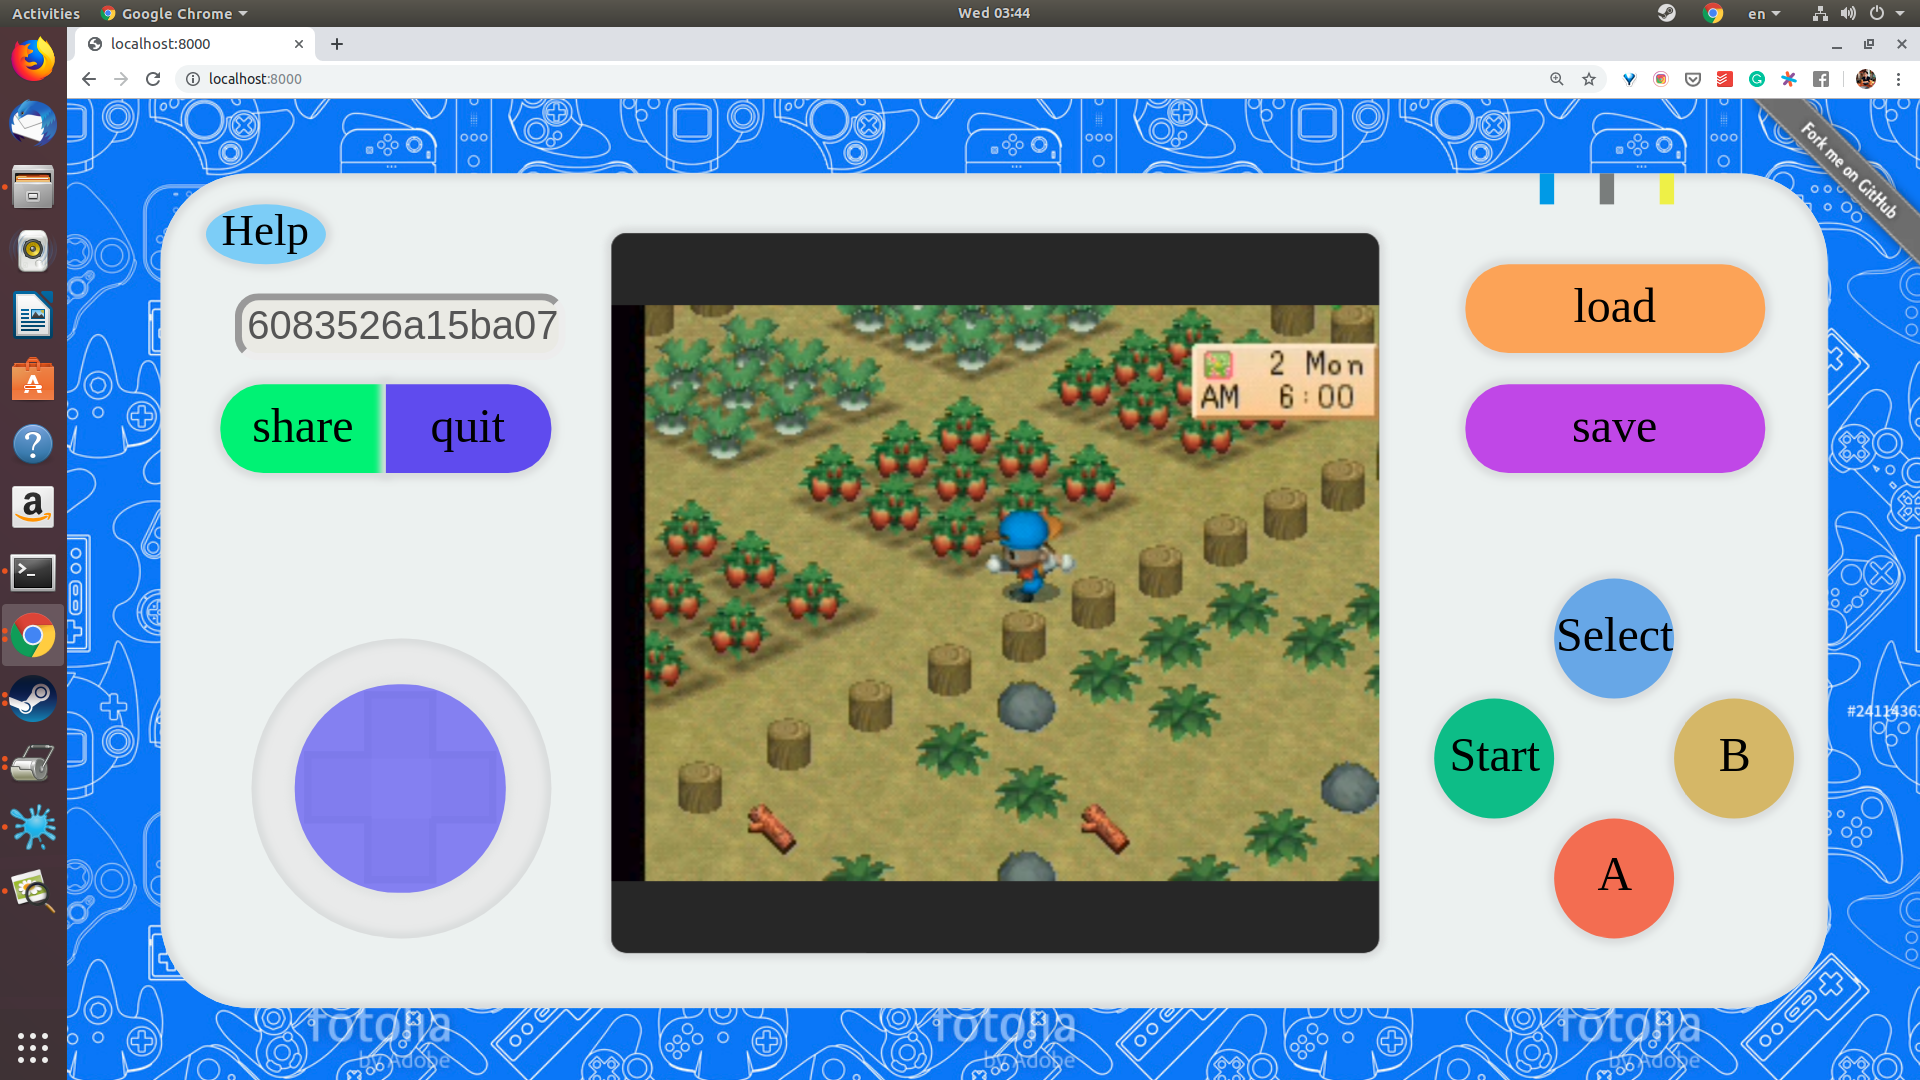 Activities
Google Chrome
Wed 03:44
en
localhost:8000
localhost:8000
Fork me on GitHub
Help
6083526a15ba07
share
quit
load
save
2 Mon
AM 6:00
Select
Start
B
A
#24114363
fotolia
by Adobe
fotolia
by Adobe
fotolia
by Adobe